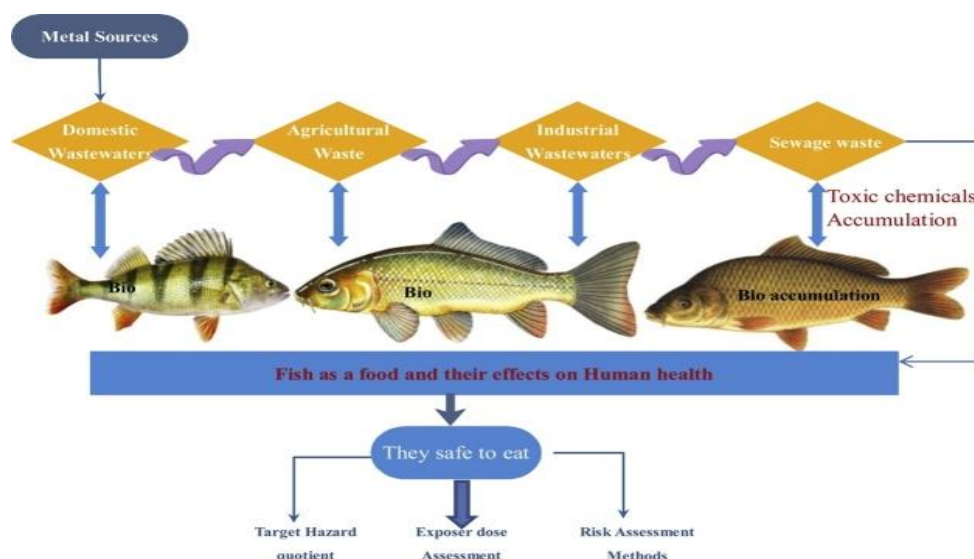 Metal Sources
Domestic
Wastewaters
Agricultural
Waste
Industrial
Wastewaters
Sewage waste
Toxic chemicals
Accumulation
Bio
Bio
Bio accumulation
Fish as a food and their effects on Human health
They safe to eat
Target Hazard
quotient
Exposer dose
Assessment
Risk Assessment
Methods